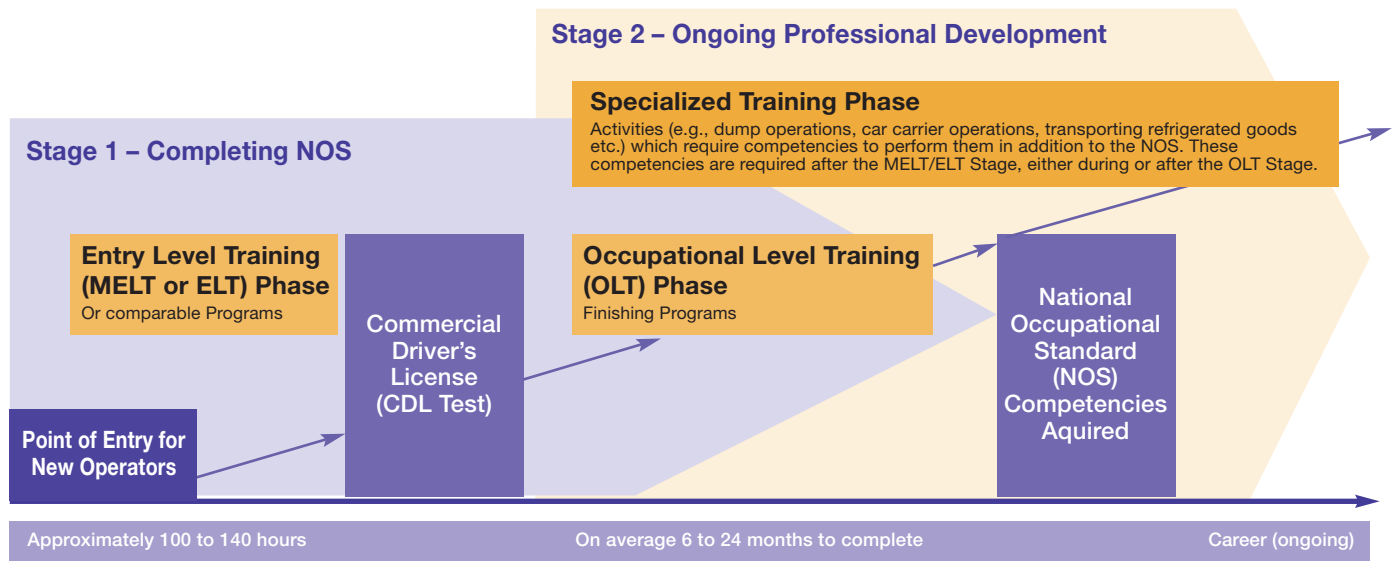 Stage 2 – Ongoing Professional Development
Specialized Training Phase
Activities (e.g., dump operations, car carrier operations, transporting refrigerated goods
etc.) which require competencies to perform them in addition to the NOS. These
competencies are required after the MELT/ELT Stage, either during or after the OLT Stage.
Stage 1 – Completing NOS
Entry Level Training
(MELT or ELT) Phase
Or comparable Programs
Commercial
Driver's
License
(CDL Test)
Occupational Level Training
(OLT) Phase
Finishing Programs
National
Occupational
Standard
(NOS)
Competencies
Aquired
Point of Entry for
New Operators
Approximately 100 to 140 hours
On average 6 to 24 months to complete
Career (ongoing)